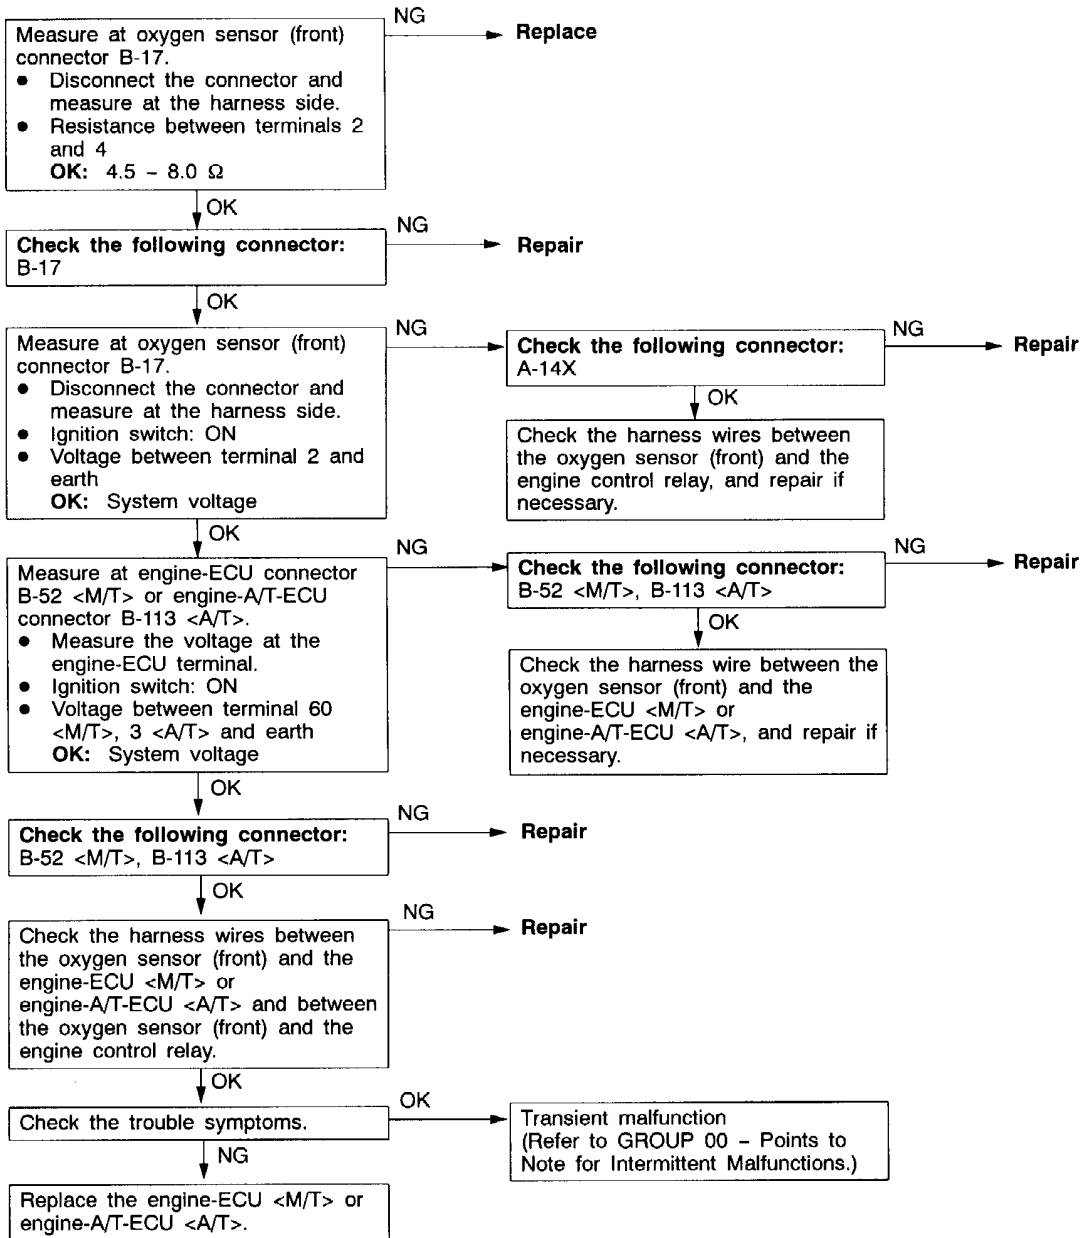 NG
Measure at oxygen sensor (front)
connector B-17.
● Disconnect the connector and
measure at the harness side.
● Resistance between terminals 2
and 4
OK: 4.5 – 8.0 Ω
Replace
OK
NG
Check the following connector:
B-17
Repair
OK
NG
Measure at oxygen sensor (front)
connector B-17.
● Disconnect the connector and
measure at the harness side.
● Ignition switch: ON
● Voltage between terminal 2 and
earth
OK: System voltage
NG
Check the following connector:
A-14X
Repair
OK
Check the harness wires between
the oxygen sensor (front) and the
engine control relay, and repair if
necessary.
OK
NG
Measure at engine-ECU connector
B-52 <M/T> or engine-A/T-ECU
connector B-113 <A/T>.
● Measure the voltage at the
engine-ECU terminal.
● Ignition switch: ON
● Voltage between terminal 60
<M/T>, 3 <A/T> and earth
OK: System voltage
NG
Check the following connector:
B-52 <M/T>, B-113 <A/T>
Repair
OK
Check the harness wire between the
oxygen sensor (front) and the
engine-ECU <M/T> or
engine-A/T-ECU <A/T>, and repair if
necessary.
OK
NG
Check the following connector:
B-52 <M/T>, B-113 <A/T>
Repair
OK
NG
Check the harness wires between
the oxygen sensor (front) and the
engine-ECU <M/T> or
engine-A/T-ECU <A/T> and between
the oxygen sensor (front) and the
engine control relay.
Repair
OK
Check the trouble symptoms.
OK
Transient malfunction
(Refer to GROUP 00 – Points to
Note for Intermittent Malfunctions.)
NG
Replace the engine-ECU <M/T> or
engine-A/T-ECU <A/T>.